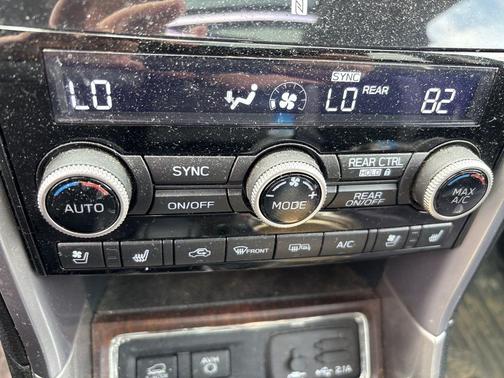 N
LO
SYNC
LO REAR 82
AUTO
SYNC
ON/OFF
MODE
REAR CTRL
HOLD
REAR
ON/OFF
MAX
A/C
FRONT
A/C
AVM
2.1A